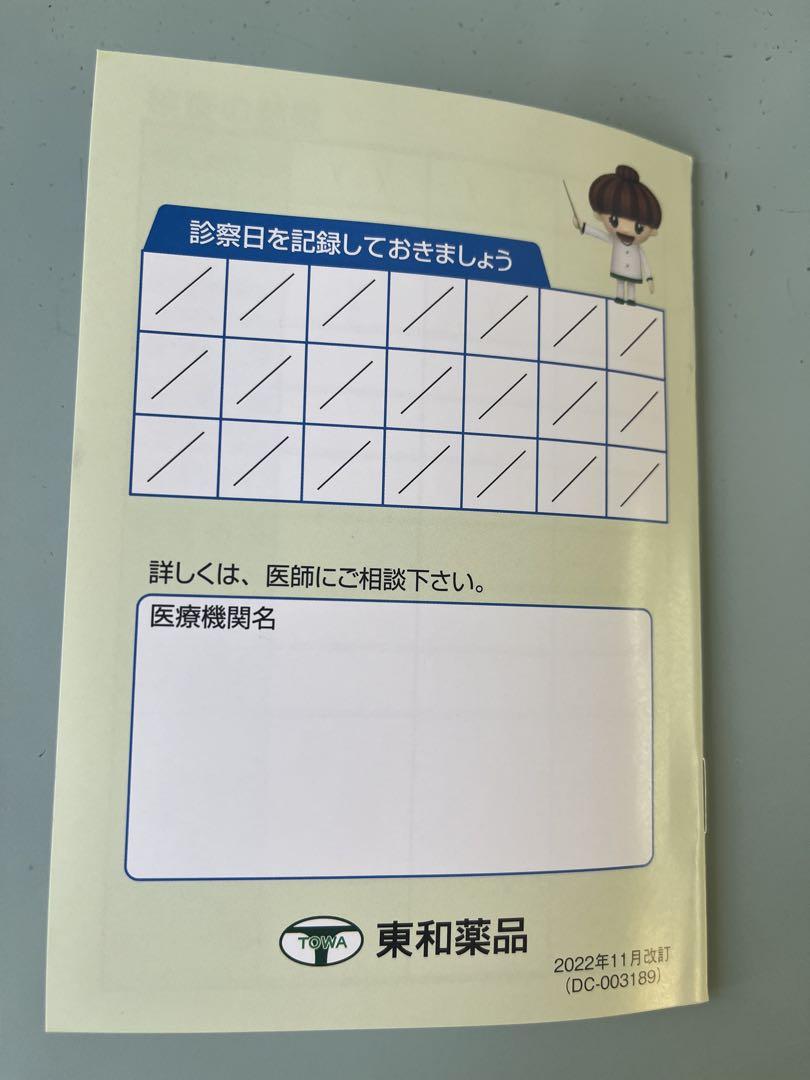 診察日を記録しておきましょう
詳しくは、医師にご相談下さい。
医療機関名
TOWA 東和薬品
2022年11月改訂
(DC-003189)